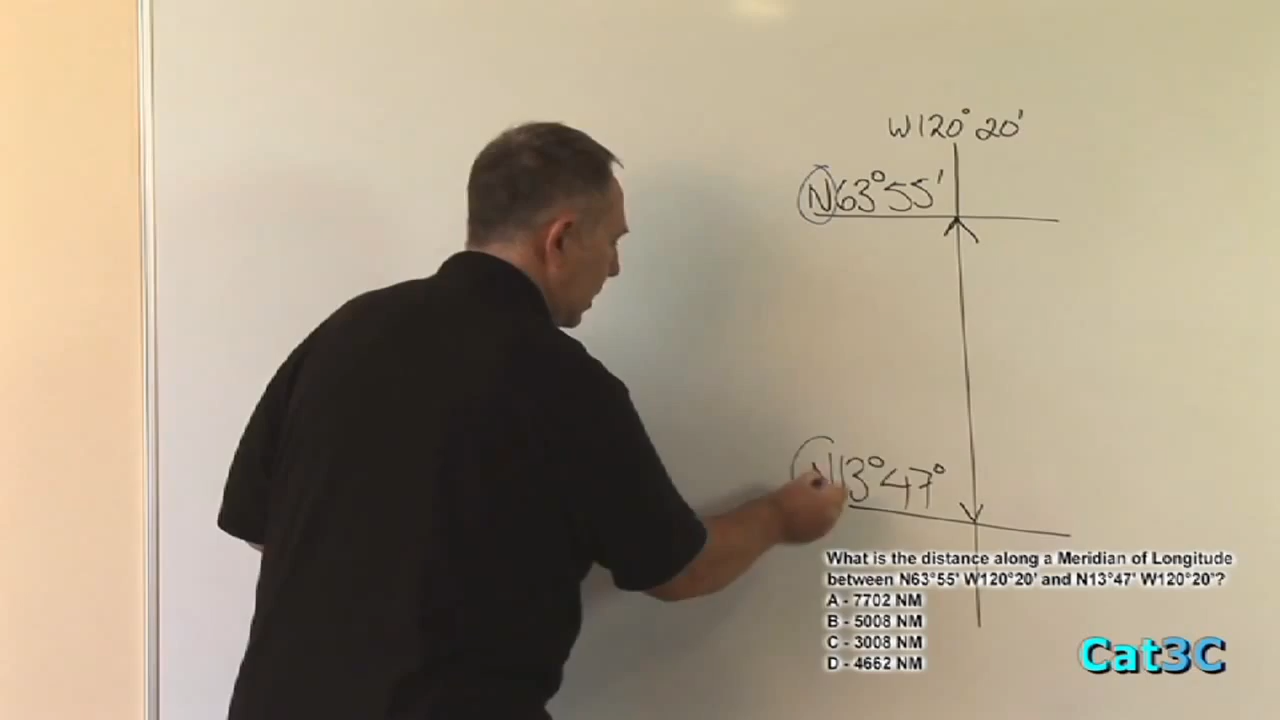 W120° 20'
N63°55'
N13°47°
What is the distance along a Meridian of Longitude
between N63°55' W120°20' and N13°47' W120°20'?
A - 7702 NM
B - 5008 NM
C - 3008 NM
D - 4662 NM
Cat3C